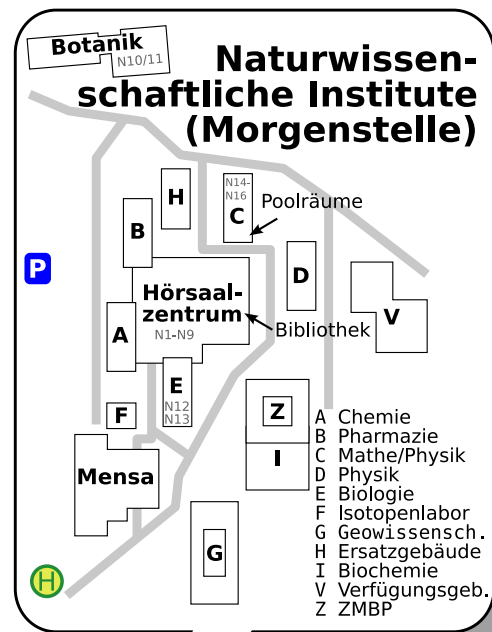 Botanik
N10/11
Naturwissen-
schaftliche Institute
(Morgenstelle)
N14-
N16
H
C
Poolräume
B
P
D
Hörsaal-
zentrum
N1-N9
V
Bibliothek
A
E
N12
N13
F
Z
I
Mensa
G
H
A Chemie
B Pharmazie
C Mathe/Physik
D Physik
E Biologie
F Isotopenlabor
G Geowissensch.
H Ersatzgebäude
I Biochemie
V Verfügungsgeb.
Z ZMBP